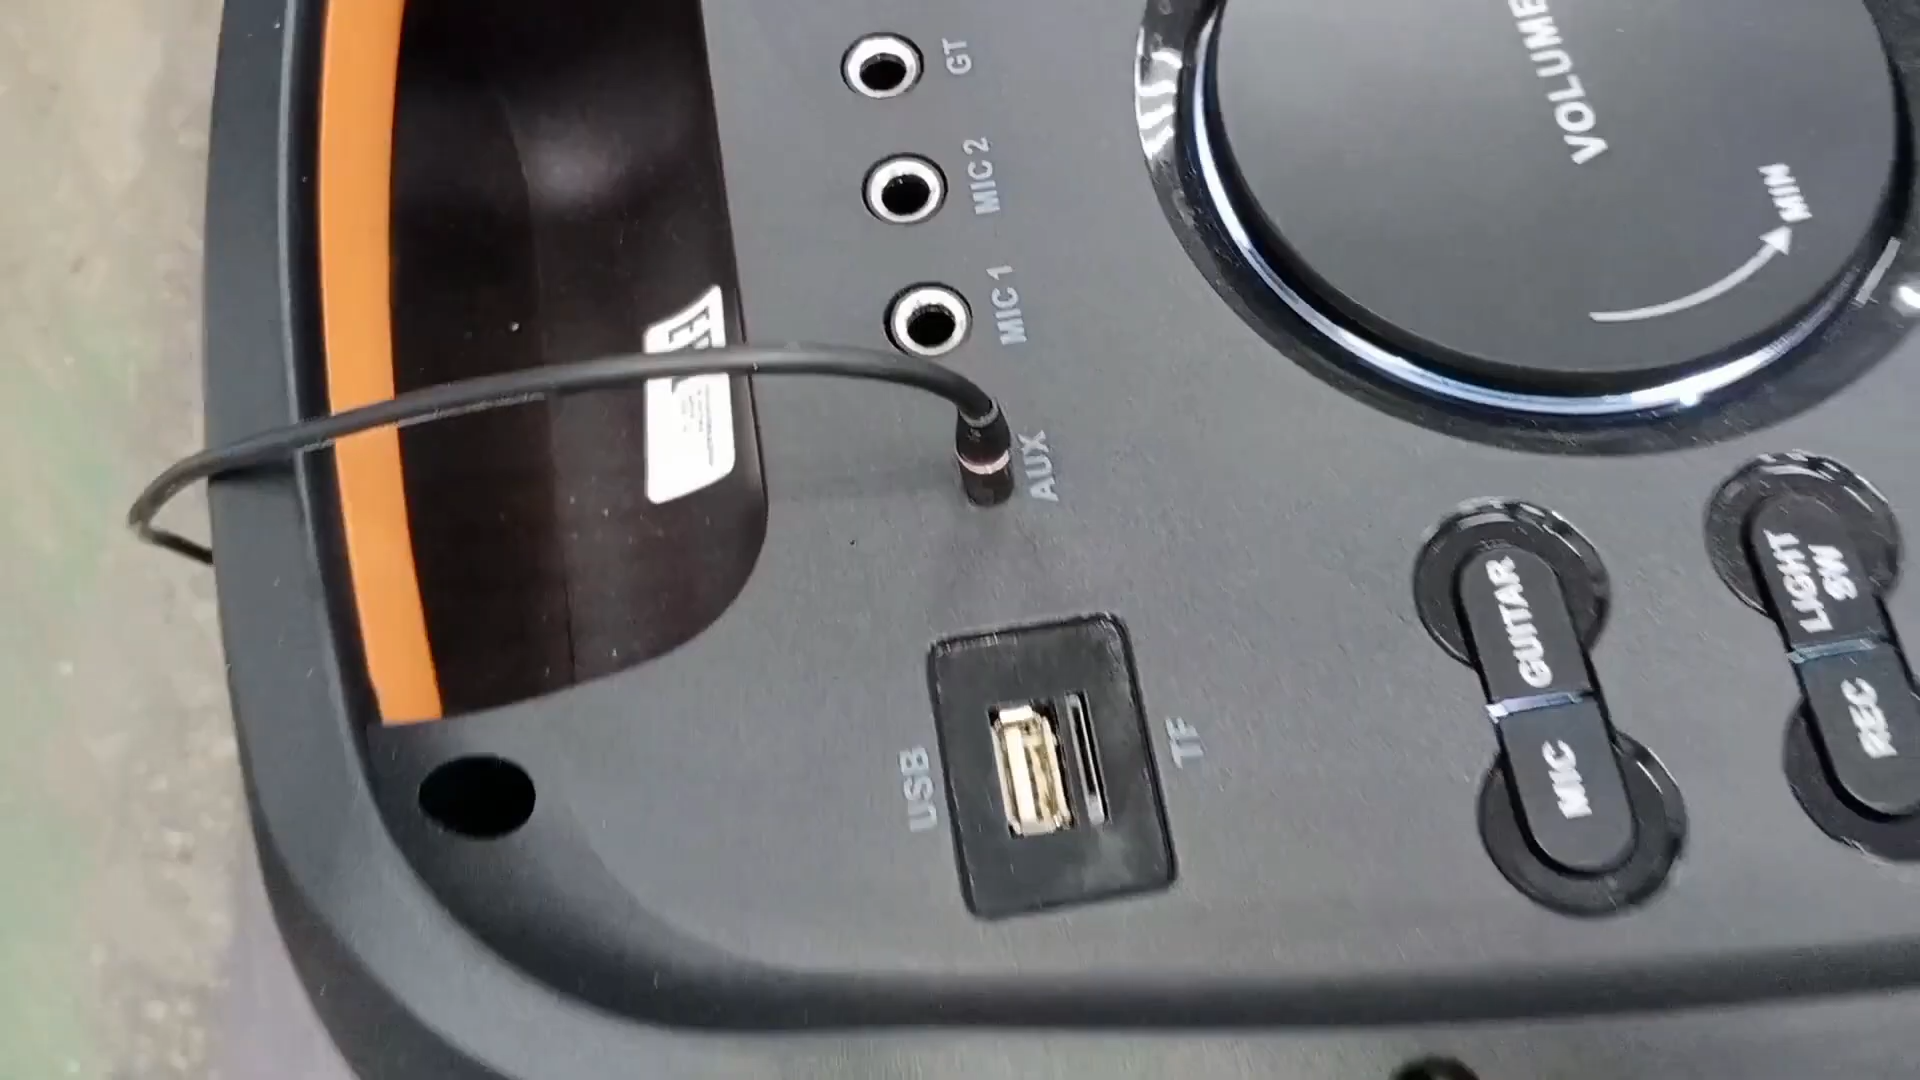 GT
MIC 2
MIC 1
AUX
VOLUME
MIN
USB
TF
GUITAR
MIC
LIGHT
SW
REC